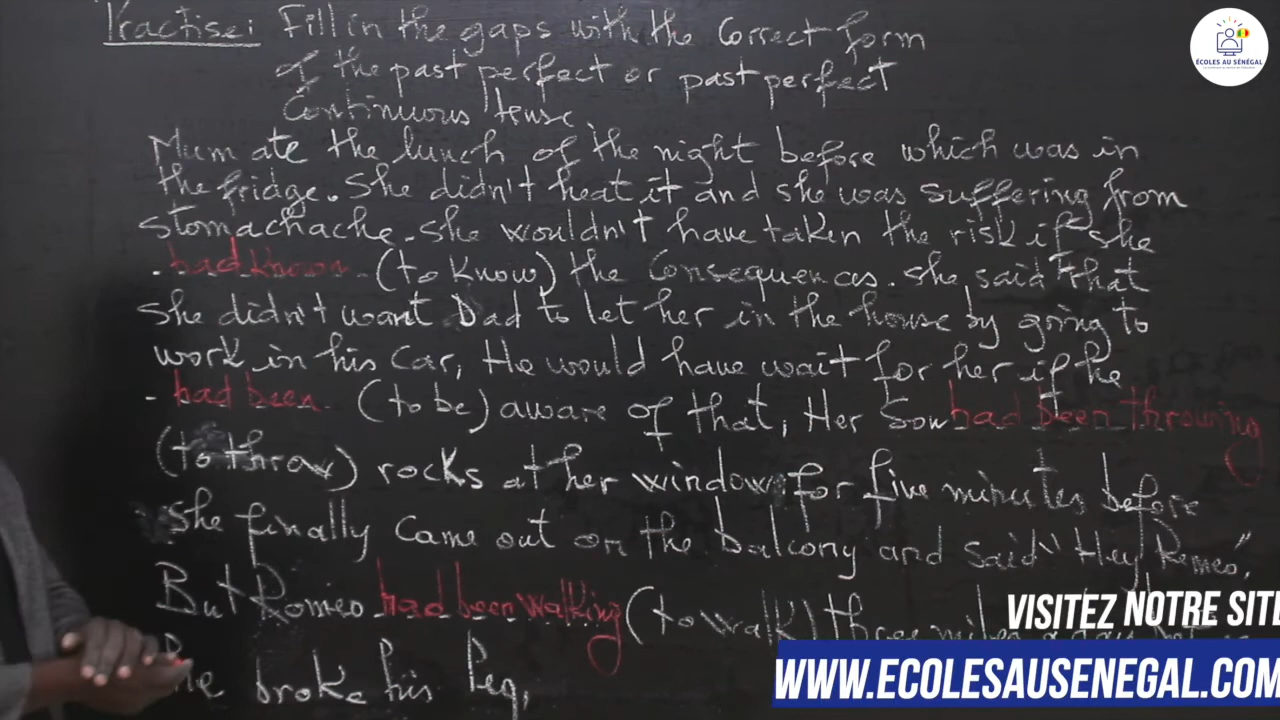 Practise: Fill in the gaps with the correct form
of the past perfect or past perfect
Continuous tense
Mum ate the lunch of the night before which was in
the fridge. She didn't heat it and she was suffering from
stomachache. She wouldn't have taken the risk if she
had known (to know) the consequences. She said that
she didn't want Dad to let her in the house by going to
work in his car, He would have wait for her if he
had been (to be) aware of that, Her son had been throwing
rocks at her window for five minutes before
she finally came out on the balcony and said "Hey Romeo",
But Romeo had been walking (to walk) three miles a day
he broke his leg,
ÉCOLES AU SÉNÉGAL
VISITEZ NOTRE SITE
WWW.ECOLESAUSENEGAL.COM